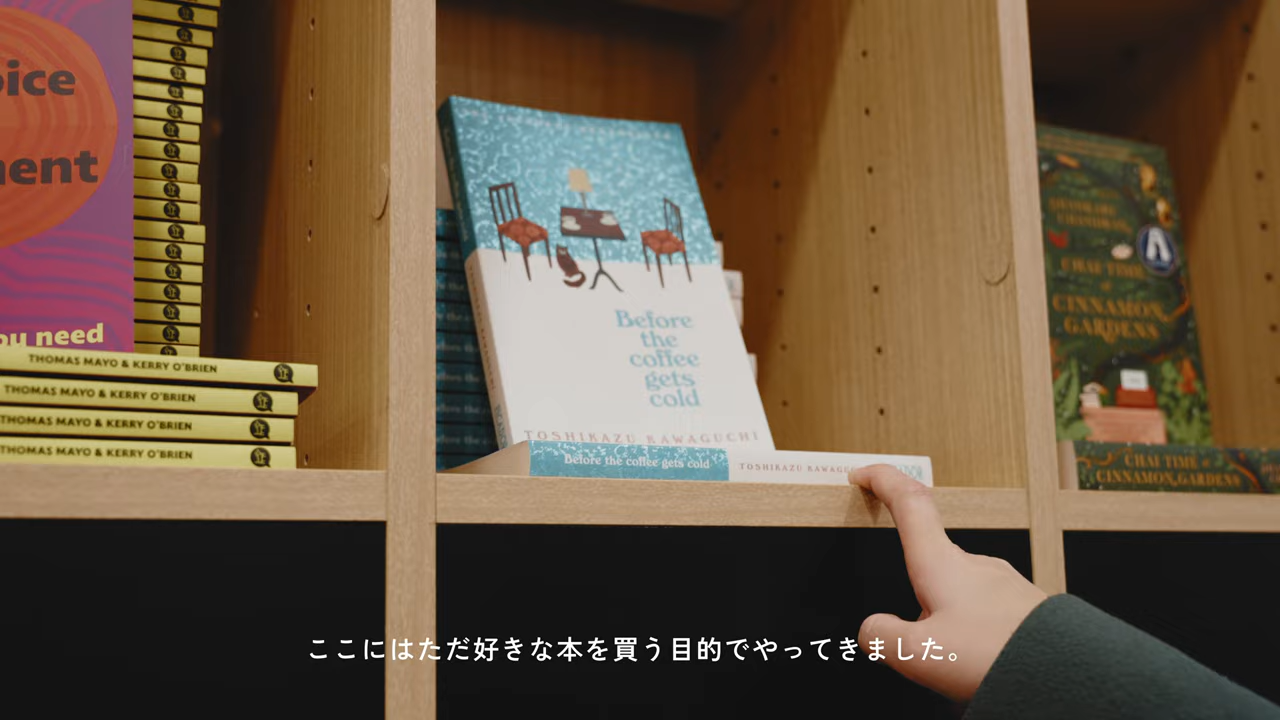 oice
ment
ou need
THOMAS MAYO & KERRY O'BRIEN
THOMAS MAYO & KERRY O'BRIEN
THOMAS MAYO & KERRY O'BRIEN
THOMAS MAYO & KERRY O'BRIEN
Before
the
coffee
gets
cold
TOSHIKAZU KAWAGUCHI
Before the coffee gets cold
TOSHIKAZU KAWAG
CHAI TIME
at
CINNAMON
GARDENS
CHAI TIME
CINNAMON GARDENS
ここにはただ好きな本を買う目的でやってきました。